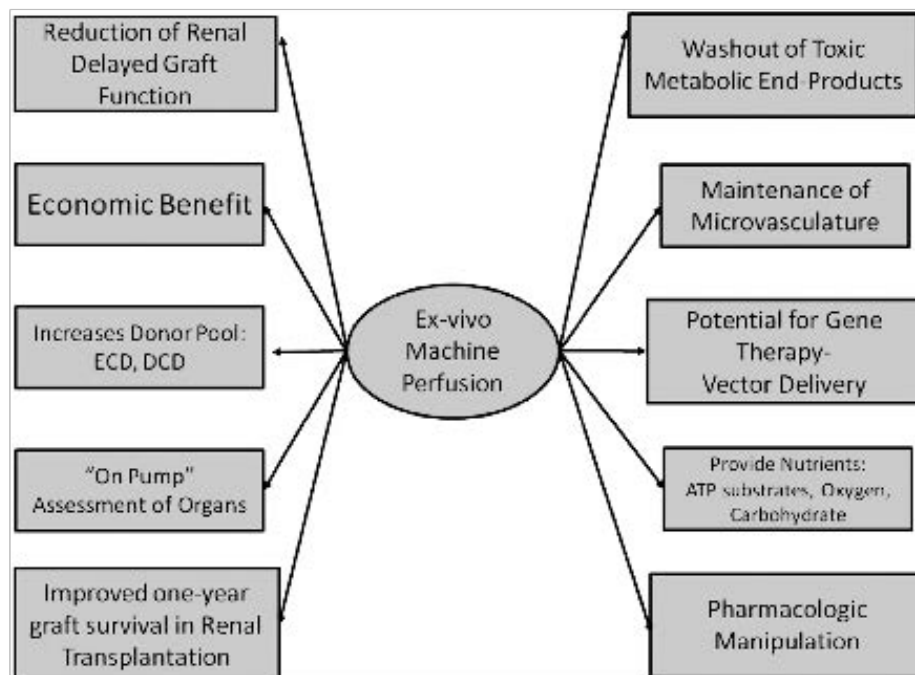 Reduction of Renal
Delayed Graft
Function
Economic Benefit
Increases Donor Pool:
ECD, DCD
"On Pump"
Assessment of Organs
Improved one-year
graft survival in Renal
Transplantation
Ex-vivo
Machine
Perfusion
Washout of Toxic
Metabolic End-Products
Maintenance of
Microvasculature
Potential for Gene
Therapy-
Vector Delivery
Provide Nutrients:
ATP substrates, Oxygen,
Carbohydrate
Pharmacologic
Manipulation